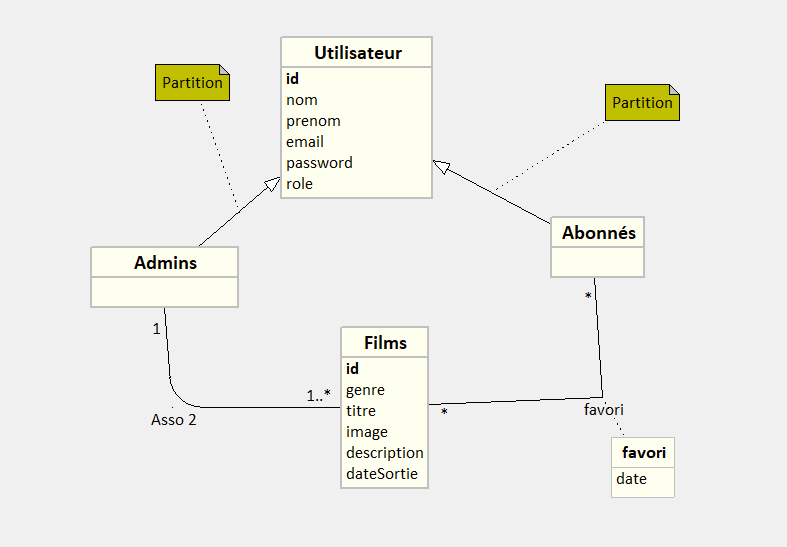 Utilisateur
id
nom
prenom
email
password
role
Partition
Partition
Admins
Abonnés
1
*
Films
id
genre
titre
image
description
dateSortie
1..*
*
Asso 2
favori
favori
date